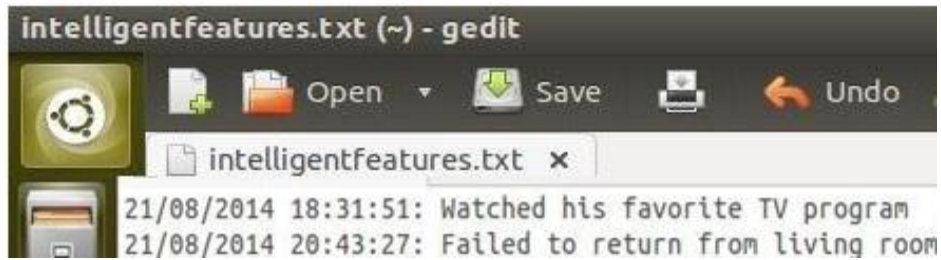 intelligentfeatures.txt (~) - gedit
Open Save Undo
intelligentfeatures.txt ×
21/08/2014 18:31:51: Watched his favorite TV program
21/08/2014 20:43:27: Failed to return from living room